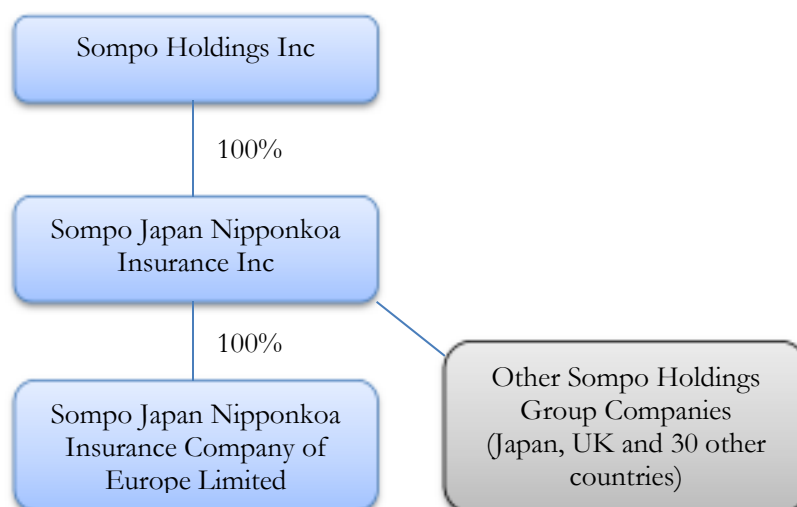 Sompo Holdings Inc
100%
Sompo Japan Nipponkoa
Insurance Inc
100%
Sompo Japan Nipponkoa
Insurance Company of
Europe Limited
Other Sompo Holdings
Group Companies
(Japan, UK and 30 other
countries)